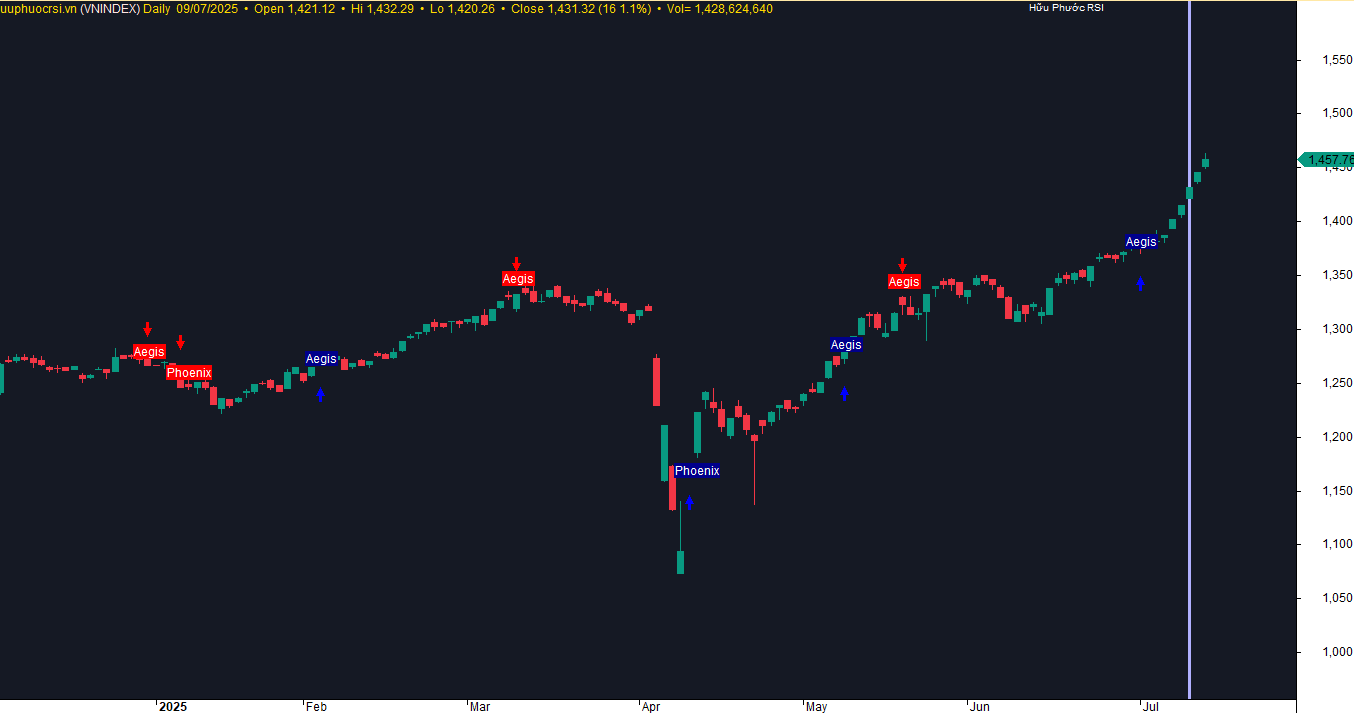 uuphuocrsi.vn (VNINDEX) Daily 09/07/2025 • Open 1,421.12 • Hi 1,432.29 • Lo 1,420.26 • Close 1,431.32 (16 1.1%) • Vol= 1,428,624,640
Hữu Phước RSI
1,550
1,500
1,457.76
1,450
1,400
Aegis
1,350
Aegis
Aegis
1,300
Aegis
Aegis
Aegis
Phoenix
1,250
1,200
Phoenix
1,150
1,100
1,050
1,000
2025
Feb
Mar
Apr
May
Jun
Jul